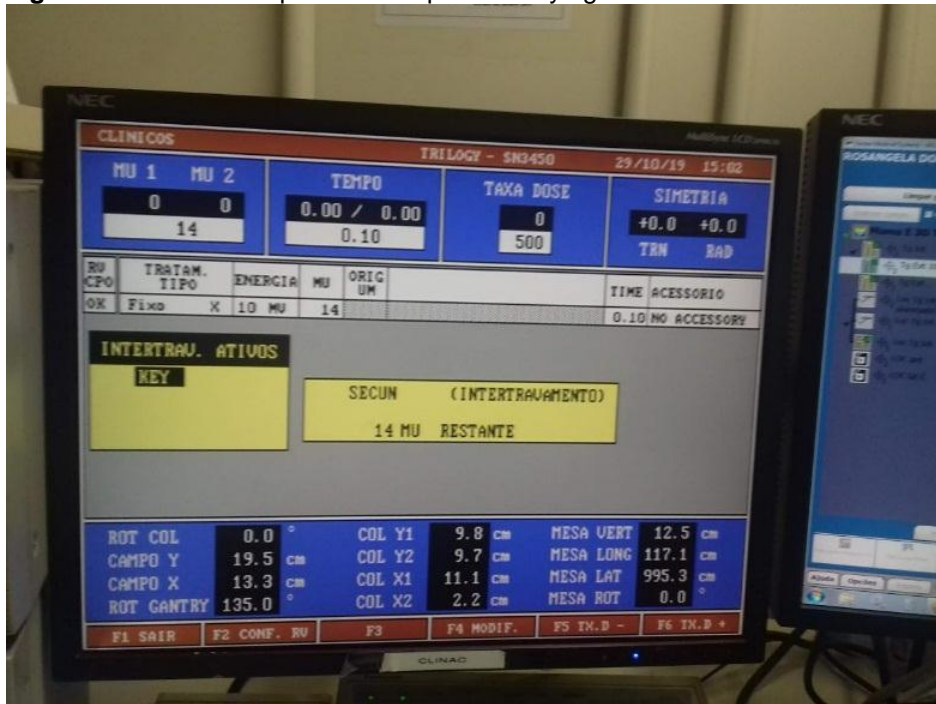 NEC
CLINICOS
TRILOGY - SN3450 29/10/19 15:02
MU 1 MU 2
0 0
14
TEMPO
0.00 / 0.00
0.10
TAXA DOSE
0
500
SIMETRIA
+0.0 +0.0
TRN RAD
RV CPO TRATAM. TIPO ENERGIA MU ORIG UM TIME ACESSORIO
OK Fixo X 10 MV 14 0.10 NO ACCESSORY
INTERTRAV. ATIVOS
KEY
SECUN (INTERTRAVAMENTO)
14 MU RESTANTE
ROT COL 0.0 ° COL Y1 9.8 cm MESA VERT 12.5 cm
CAMPO Y 19.5 cm COL Y2 9.7 cm MESA LONG 117.1 cm
CAMPO X 13.3 cm COL X1 11.1 cm MESA LAT 995.3 cm
ROT GANTRY 135.0 ° COL X2 2.2 cm MESA ROT 0.0 °
F1 SAIR F2 CONF. RV F3 F4 MODIF. F5 TX.D - F6 TX.D +
CLINAC
NEC
ROSANGELA DO
Ajuda Opções